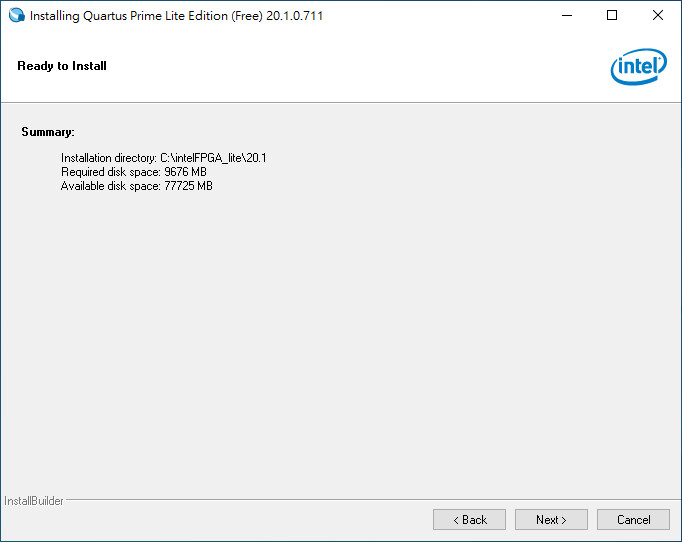 Installing Quartus Prime Lite Edition (Free) 20.1.0.711
Ready to Install
intel
Summary:
Installation directory: C:\intelFPGA_lite\20.1
Required disk space: 9676 MB
Available disk space: 77725 MB
InstallBuilder
< Back
Next >
Cancel